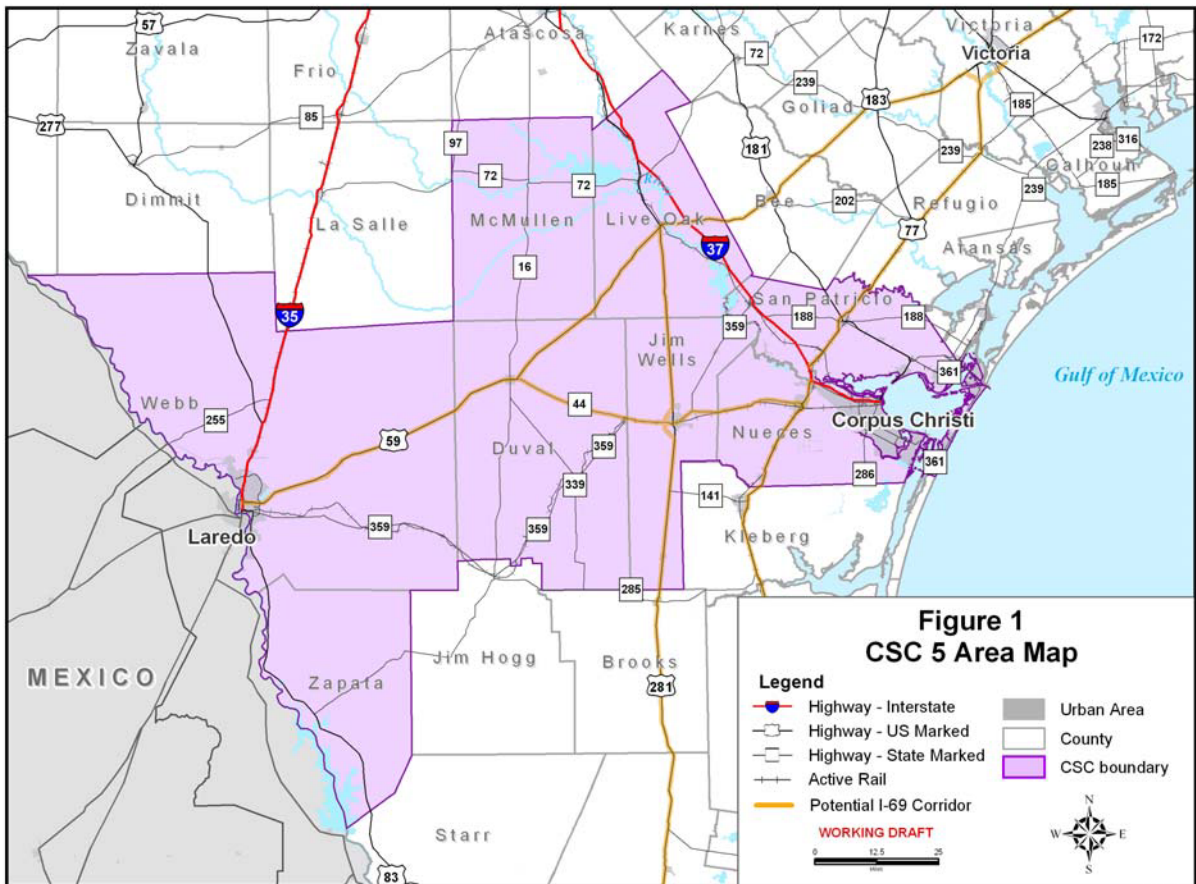 57
Zavala
Frio
Atascosa
Karnes
Victoria
Victoria
172
72
239
Goliad
183
185
277
85
97
181
239
238
316
Calhoun
185
Dimmit
La Salle
72
72
McMullen
Live Oak
Bee
202
239
Refugio
77
Aransas
16
37
35
San Patricio
188
188
359
Jim
Wells
361
Gulf of Mexico
Webb
255
44
Corpus Christi
59
Duval
359
Nueces
339
286
361
141
Laredo
359
359
Kleberg
285
MEXICO
Jim Hogg
Brooks
Zapata
281
Starr
83
Figure 1
CSC 5 Area Map
Legend
Highway - Interstate
Highway - US Marked
Highway - State Marked
Active Rail
Potential I-69 Corridor
Urban Area
County
CSC boundary
WORKING DRAFT
0 12.5 25
Miles
N
W E
S